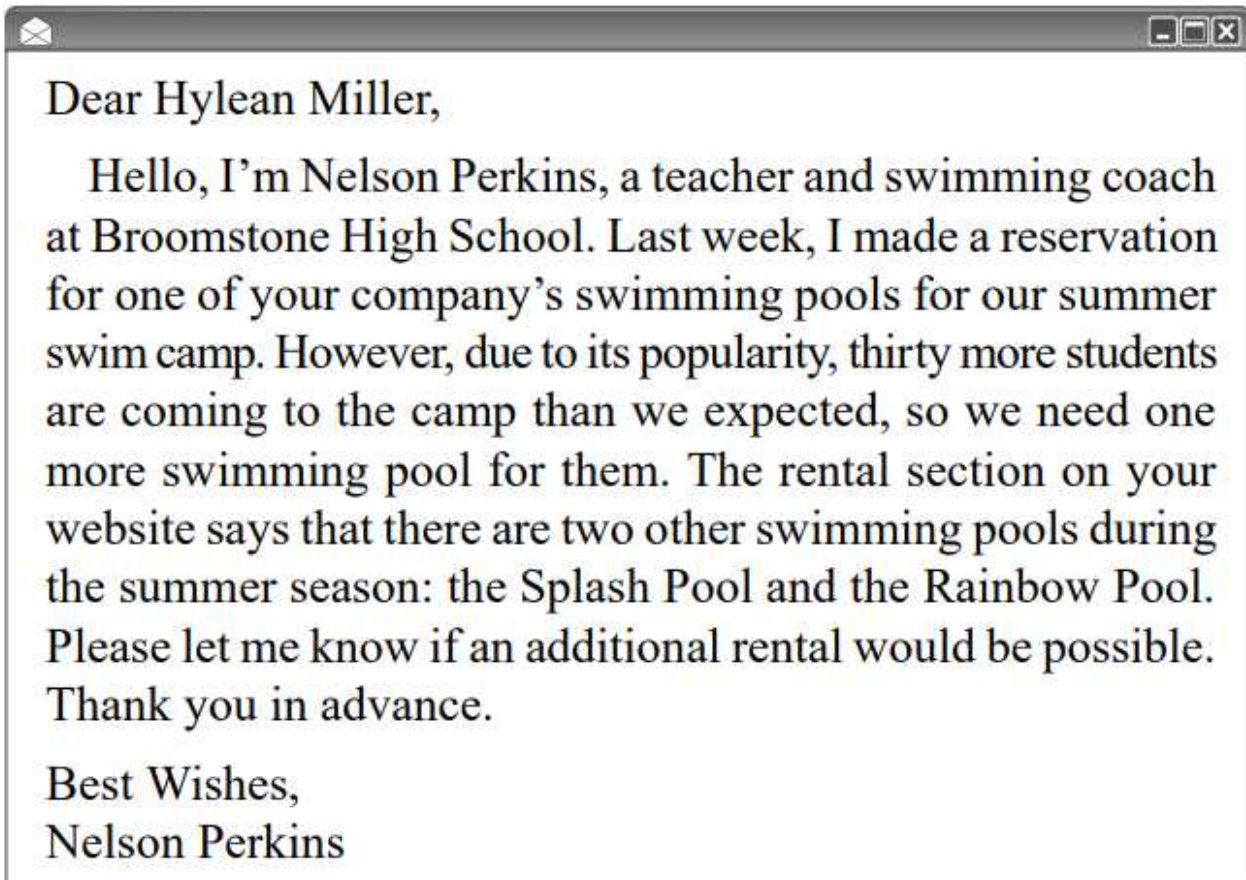 Dear Hylean Miller,
Hello, I’m Nelson Perkins, a teacher and swimming coach
at Broomstone High School. Last week, I made a reservation
for one of your company’s swimming pools for our summer
swim camp. However, due to its popularity, thirty more students
are coming to the camp than we expected, so we need one
more swimming pool for them. The rental section on your
website says that there are two other swimming pools during
the summer season: the Splash Pool and the Rainbow Pool.
Please let me know if an additional rental would be possible.
Thank you in advance.
Best Wishes,
Nelson Perkins